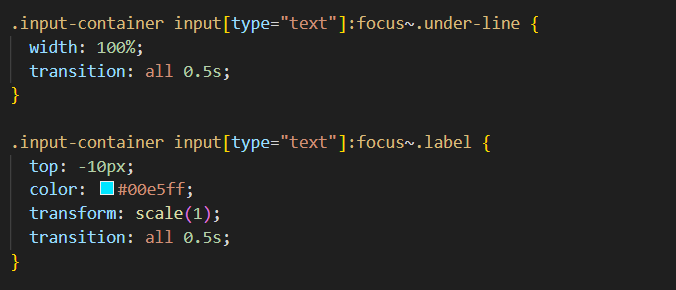 .input-container input[type="text"]:focus~.under-line {
  width: 100%;
  transition: all 0.5s;
}

.input-container input[type="text"]:focus~.label {
  top: -10px;
  color: #00e5ff;
  transform: scale(1);
  transition: all 0.5s;
}